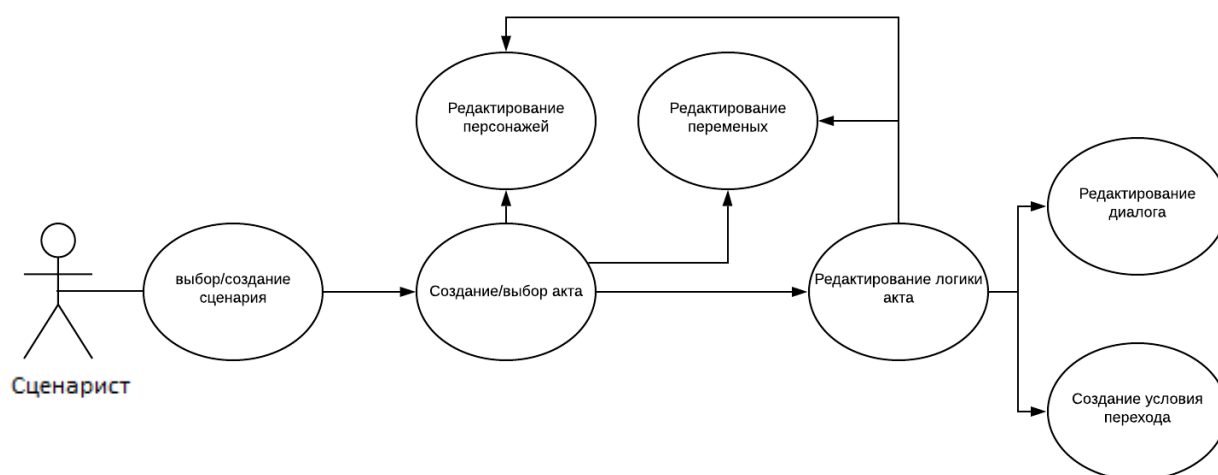 Редактирование
персонажей
Редактирование
переменых
Редактирование
диалога
выбор/создание
сценария
Создание/выбор акта
Редактирование логики
акта
Сценарист
Создание условия
перехода